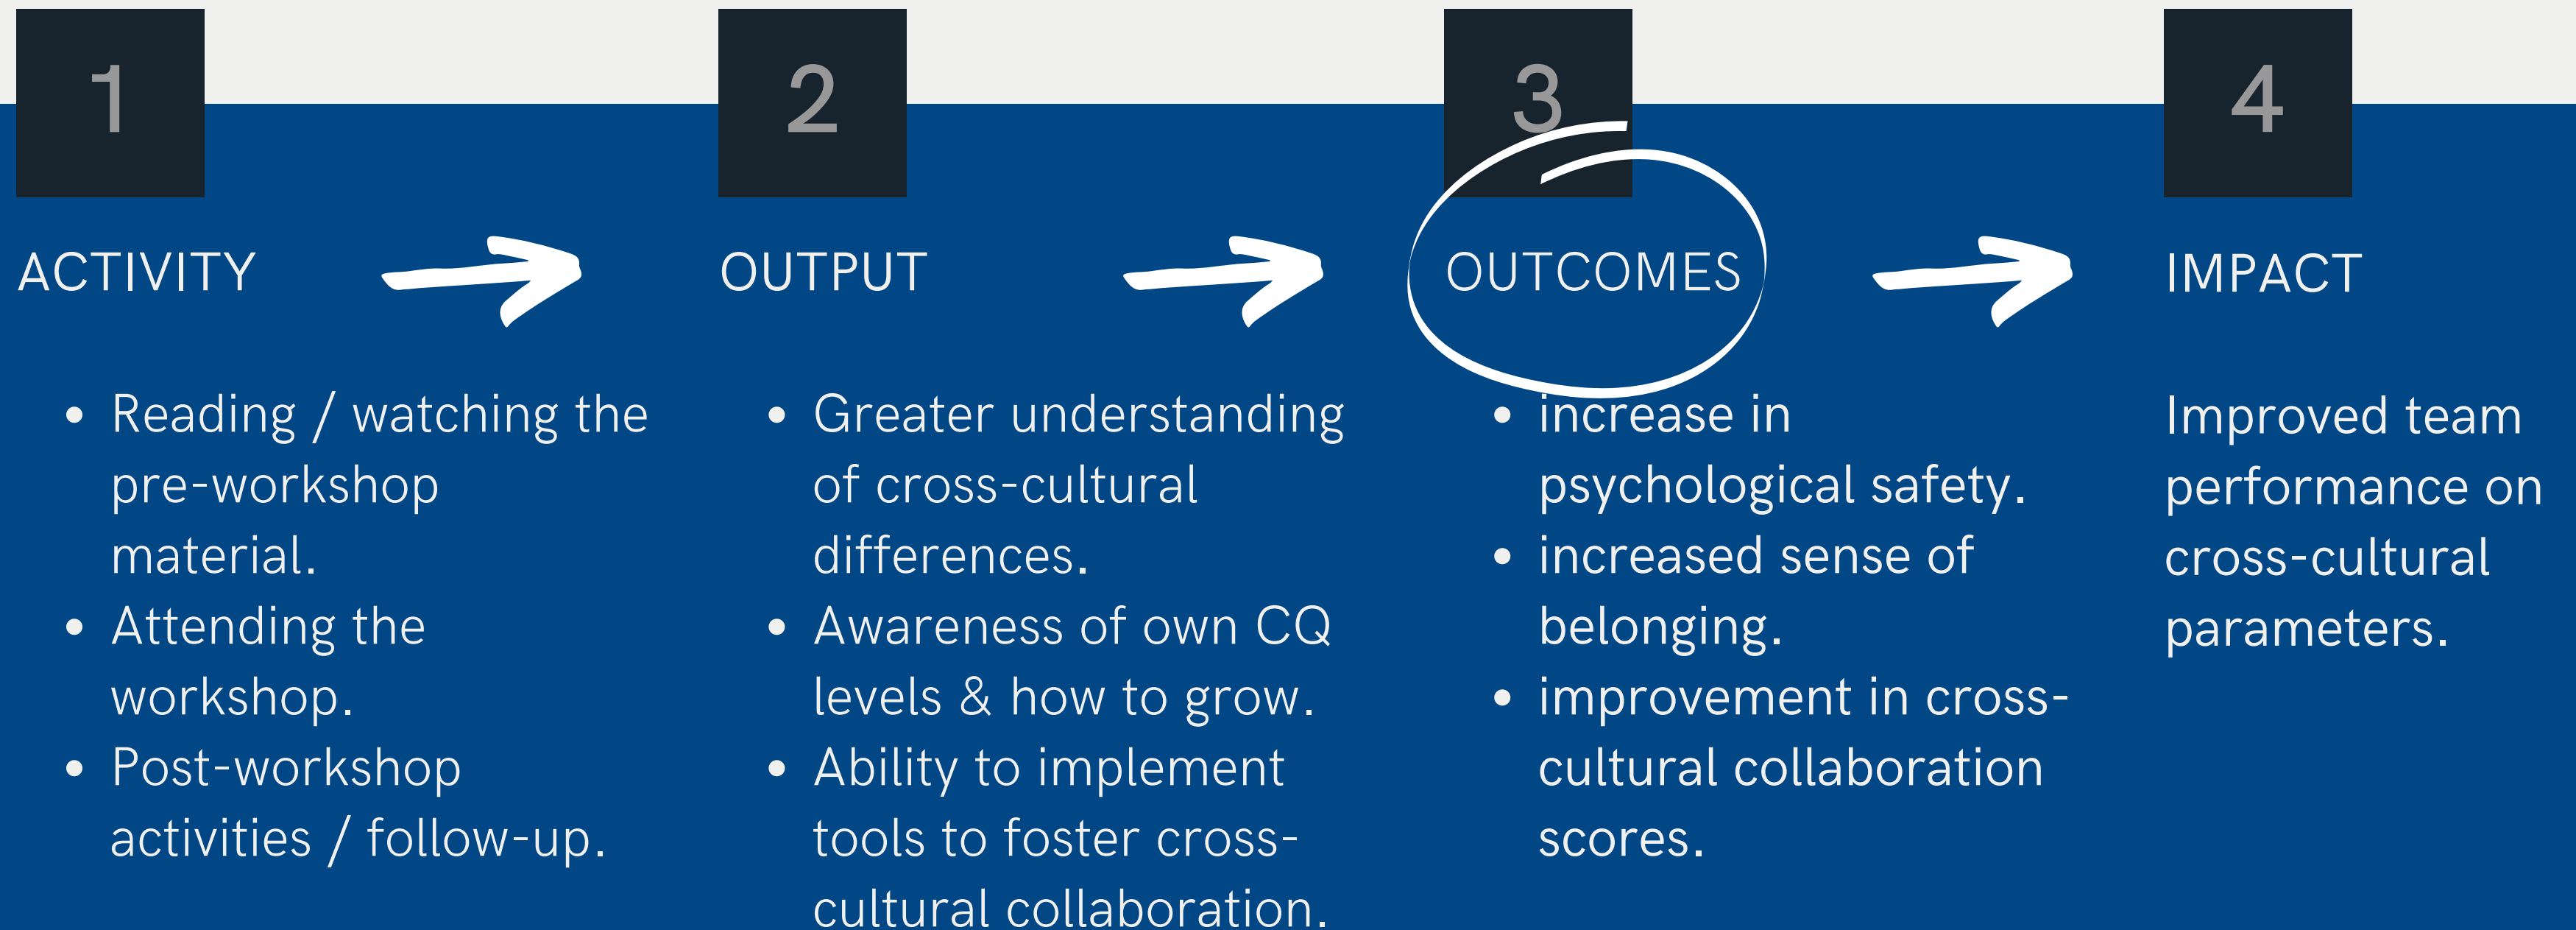 1
ACTIVITY
Reading / watching the
pre-workshop
material.
Attending the
workshop.
Post-workshop
activities / follow-up.
2
OUTPUT
Greater understanding
of cross-cultural
differences.
Awareness of own CQ
levels & how to grow.
Ability to implement
tools to foster cross-
cultural collaboration.
3
OUTCOMES
increase in
psychological safety.
increased sense of
belonging.
improvement in cross-
cultural collaboration
scores.
4
IMPACT
Improved team
performance on
cross-cultural
parameters.